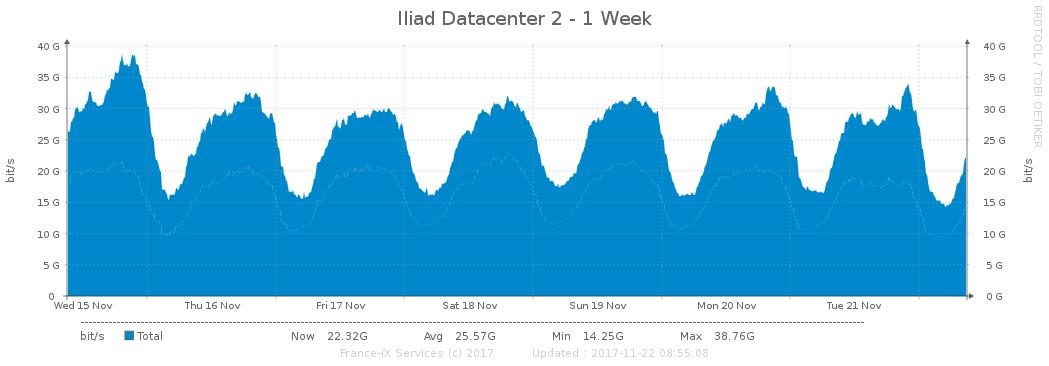 Iliad Datacenter 2 - 1 Week
RRDTOOL / TOBI OETIKER
40 G 40 G
35 G 35 G
30 G 30 G
25 G 25 G
20 G 20 G
15 G 15 G
10 G 10 G
5 G 5 G
0 0 G
bit/s
bit/s
Wed 15 Nov Thu 16 Nov Fri 17 Nov Sat 18 Nov Sun 19 Nov Mon 20 Nov Tue 21 Nov
bit/s Total Now 22.32G Avg 25.57G Min 14.25G Max 38.76G
France-IX Services (c) 2017 Updated : 2017-11-22 08:55:08